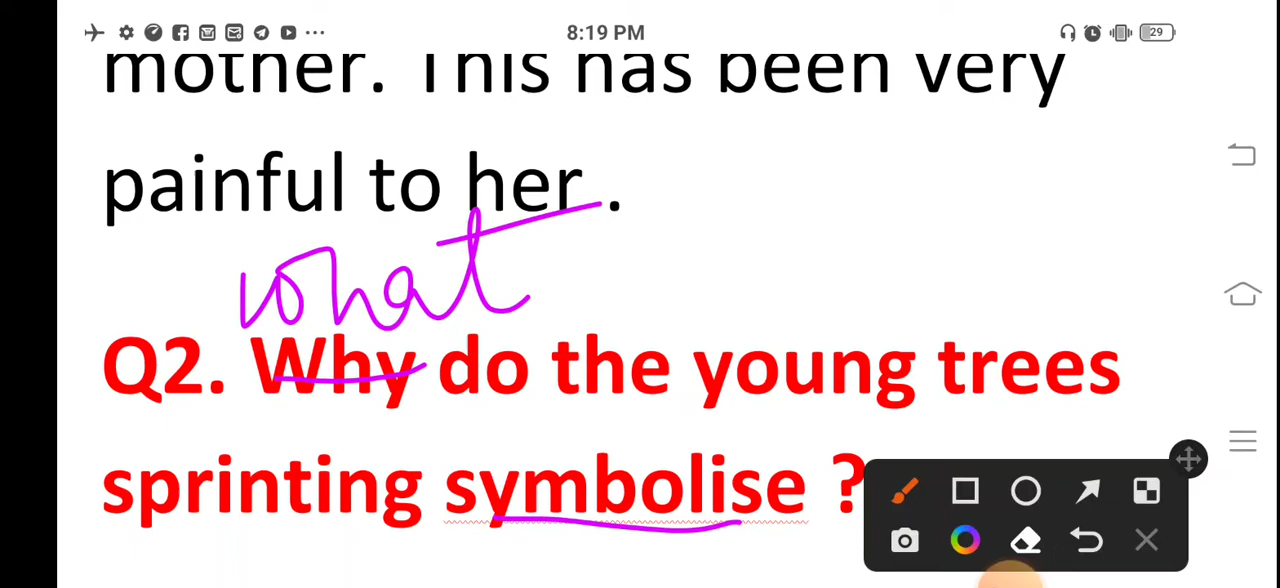 8:19 PM 29
mother. This has been very
painful to her .
what
Q2. Why do the young trees
sprinting symbolise ?